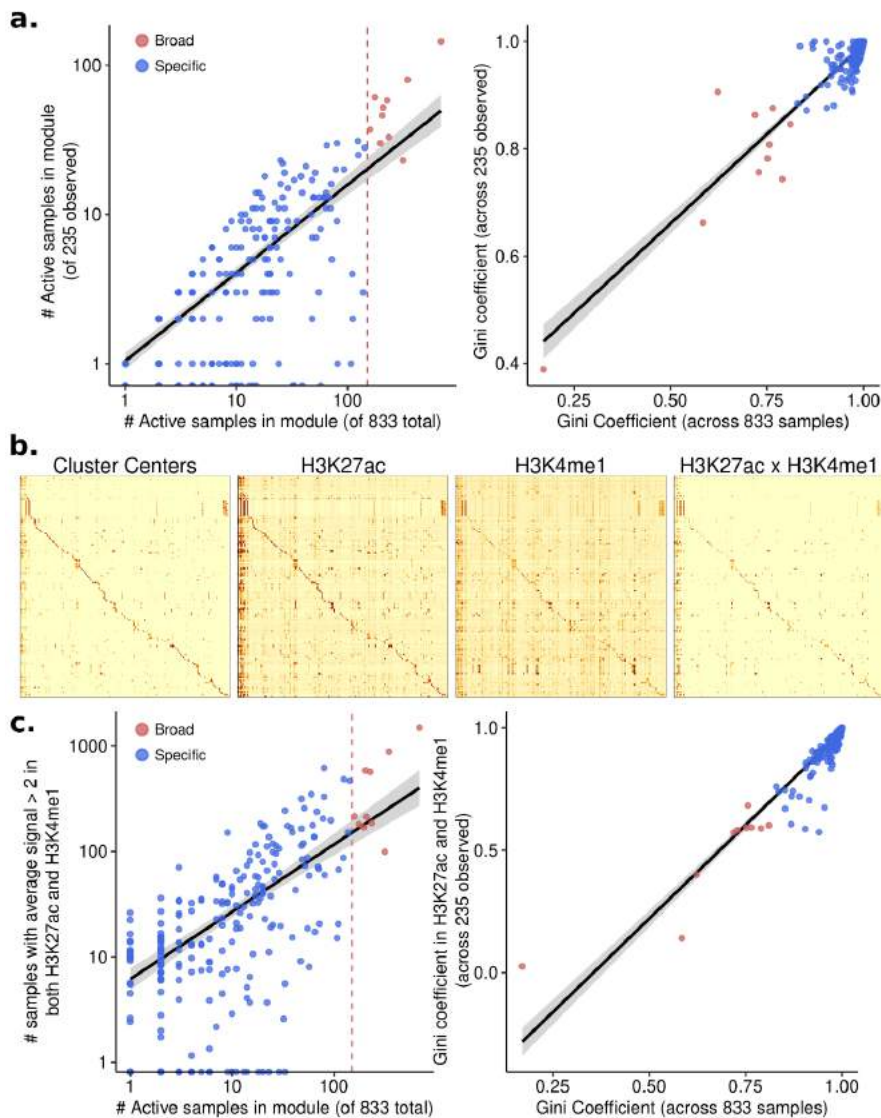 a.
Broad
Specific
100
10
1
1
10
100
# Active samples in module
(of 235 observed)
# Active samples in module (of 833 total)
1.0
0.8
0.6
0.4
0.25
0.50
0.75
1.00
Gini coefficient (across 235 observed)
Gini Coefficient (across 833 samples)
b.
Cluster Centers
H3K27ac
H3K4me1
H3K27ac x H3K4me1
c.
Broad
Specific
1000
100
10
1
1
10
100
# samples with average signal > 2 in
both H3K27ac and H3K4me1
# Active samples in module (of 833 total)
1.0
0.5
0.0
0.25
0.50
0.75
1.00
Gini coefficient in H3K27ac and H3K4me1
(across 235 observed)
Gini Coefficient (across 833 samples)